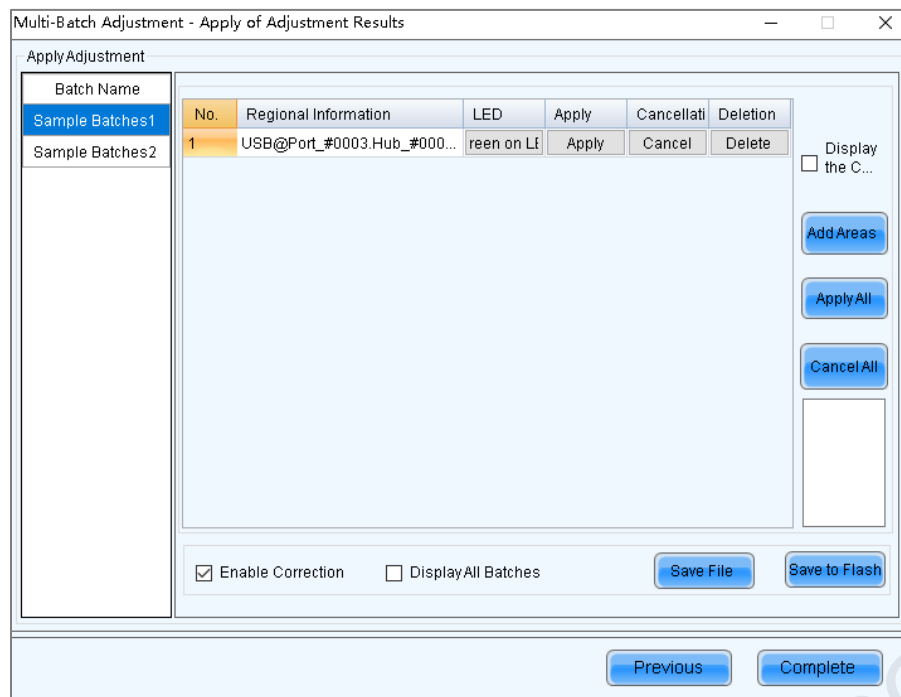 Multi-Batch Adjustment - Apply of Adjustment Results
Apply Adjustment
Batch Name
Sample Batches1
Sample Batches2
No. Regional Information LED Apply Cancellati Deletion
1 USB@Port_#0003.Hub_#000... reen on LE Apply Cancel Delete
Display
the C...
Add Areas
Apply All
Cancel All
Enable Correction Display All Batches Save File Save to Flash
Previous Complete